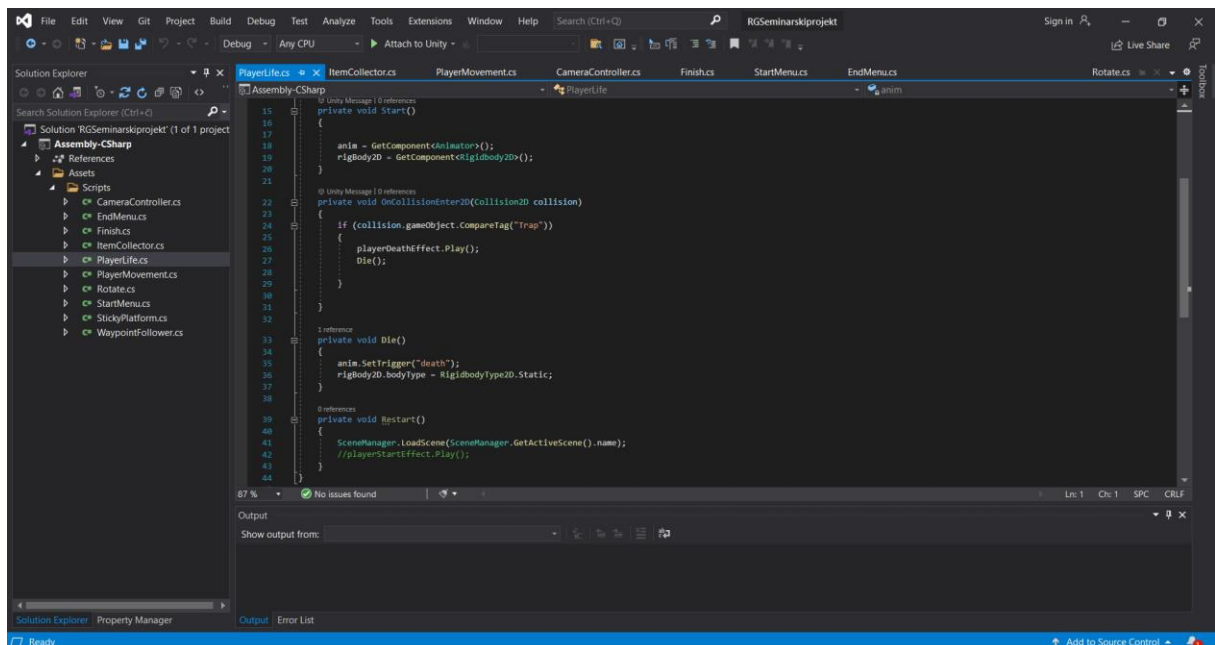 File Edit View Git Project Build Debug Test Analyze Tools Extensions Window Help Search (Ctrl+Q) RGSeminarskiprojekt Sign in
Debug Any CPU Attach to Unity Live Share
Solution Explorer
Search Solution Explorer (Ctrl+č)
Solution 'RGSeminarskiprojekt' (1 of 1 project
Assembly-CSharp
References
Assets
Scripts
CameraController.cs
EndMenu.cs
Finish.cs
ItemCollector.cs
PlayerLife.cs
PlayerMovement.cs
Rotate.cs
StartMenu.cs
StickyPlatform.cs
WaypointFollower.cs
Solution Explorer Property Manager
PlayerLife.cs ItemCollector.cs PlayerMovement.cs CameraController.cs Finish.cs StartMenu.cs EndMenu.cs Rotate.cs
Assembly-CSharp PlayerLife anim
Unity Message | 0 references
15 private void Start()
16 {
17
18 anim = GetComponent<Animator>();
19 rigBody2D = GetComponent<Rigidbody2D>();
20 }
21
Unity Message | 0 references
22 private void OnCollisionEnter2D(Collision2D collision)
23 {
24 if (collision.gameObject.CompareTag("Trap"))
25 {
26 playerDeathEffect.Play();
27 Die();
28
29 }
30
31 }
32
1 reference
33 private void Die()
34 {
35 anim.SetTrigger("death");
36 rigBody2D.bodyType = RigidbodyType2D.Static;
37 }
38
0 references
39 private void Restart()
40 {
41 SceneManager.LoadScene(SceneManager.GetActiveScene().name);
42 //playerStartEffect.Play();
43 }
44 }
87 % No issues found Ln: 1 Ch: 1 SPC CRLF
Output
Show output from:
Output Error List
Toolbox
Ready Add to Source Control